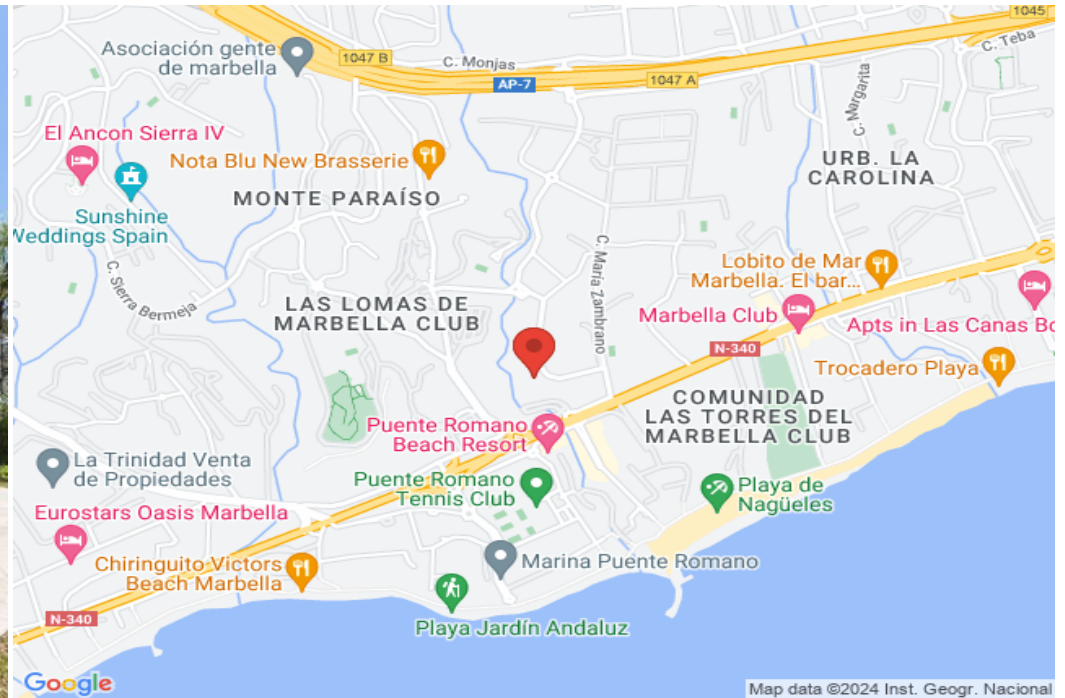 1045
Asociación gente
de marbella
1047 B
C. Monjas
C. Teba
AP-7
1047 A
C. Margarita
El Ancon Sierra IV
Nota Blu New Brasserie
URB. LA
CAROLINA
MONTE PARAÍSO
Sunshine
Weddings Spain
C. María Zambrano
Lobito de Mar
Marbella. El bar...
C. Sierra Bermeja
LAS LOMAS DE
MARBELLA CLUB
Marbella Club
Apts in Las Canas Bo
N-340
Trocadero Playa
COMUNIDAD
LAS TORRES DEL
MARBELLA CLUB
Puente Romano
Beach Resort
La Trinidad Venta
de Propiedades
Puente Romano
Tennis Club
Playa de
Nagüeles
Eurostars Oasis Marbella
Chiringuito Victors
Beach Marbella
Marina Puente Romano
N-340
Playa Jardín Andaluz
Google
Map data ©2024 Inst. Geogr. Nacional